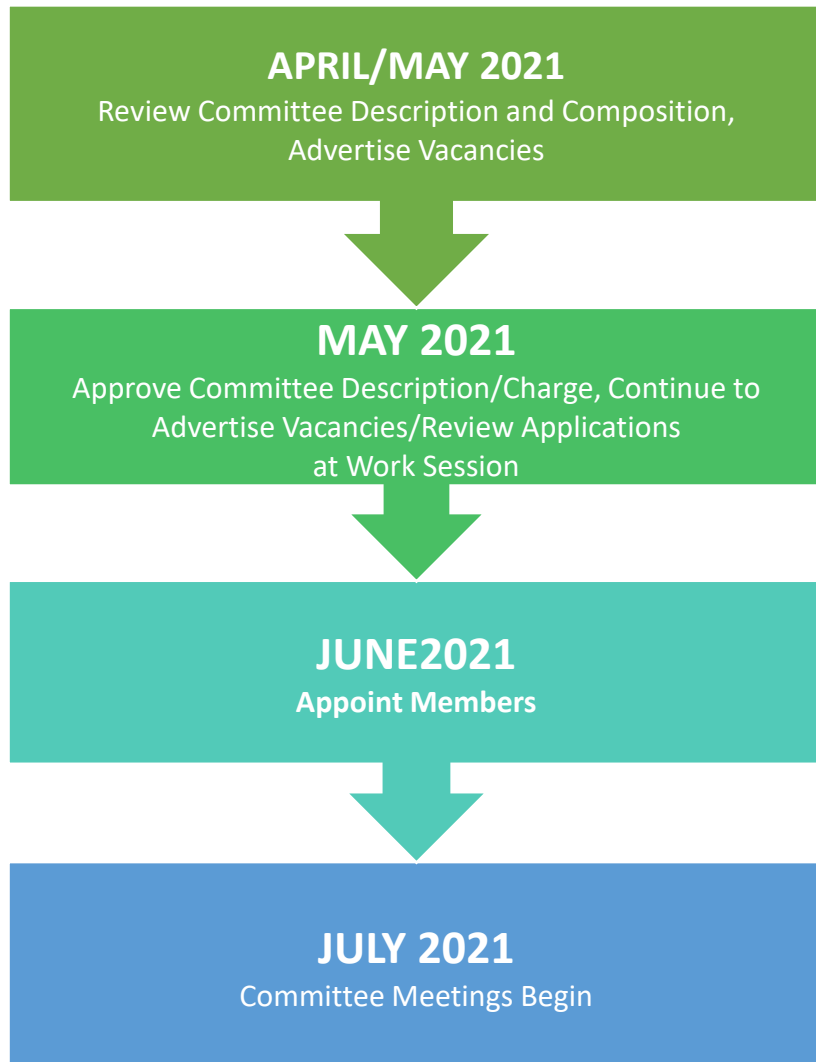 APRIL/MAY 2021
Review Committee Description and Composition,
Advertise Vacancies
MAY 2021
Approve Committee Description/Charge, Continue to
Advertise Vacancies/Review Applications
at Work Session
JUNE2021
Appoint Members
JULY 2021
Committee Meetings Begin